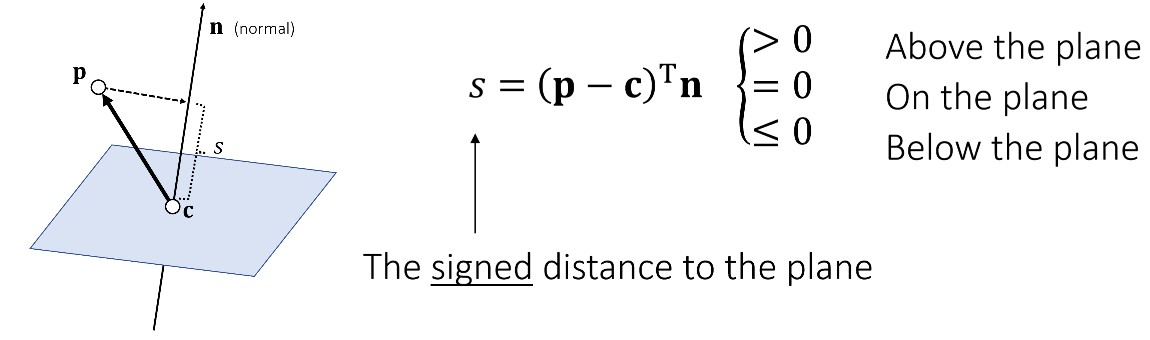 n (normal)
p
s
c
s = (p − c)ᵀn { > 0 Above the plane
= 0 On the plane
≤ 0 Below the plane
The signed distance to the plane